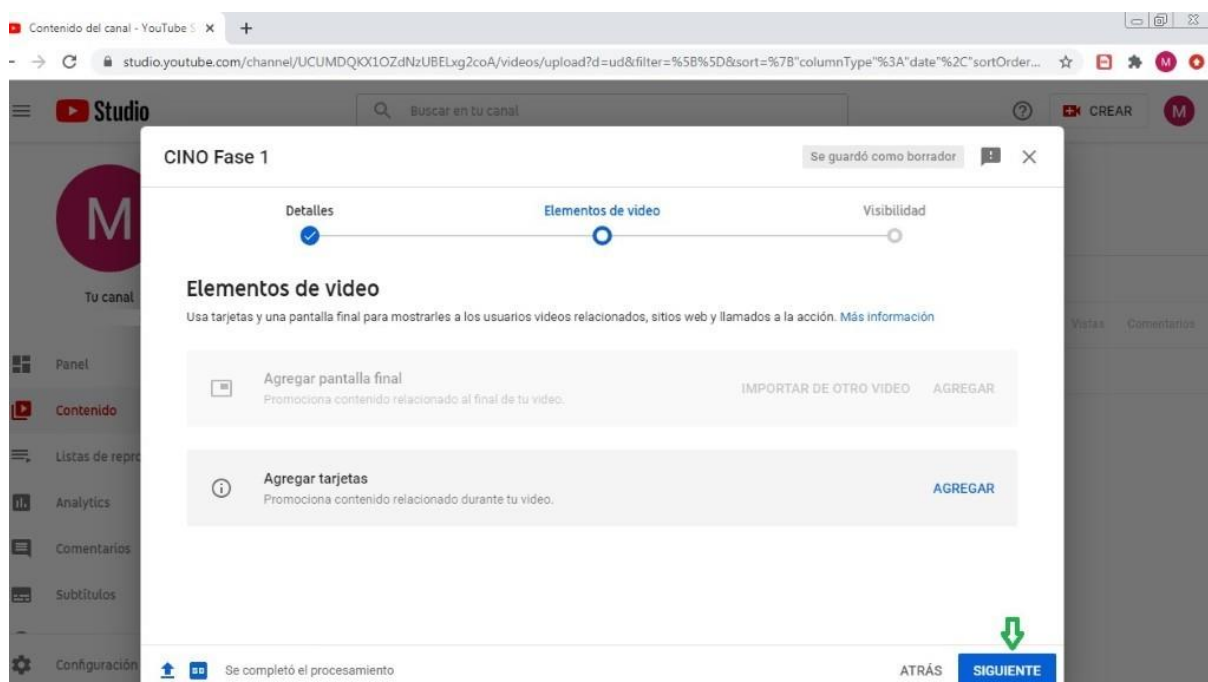 Contenido del canal - YouTube S
studio.youtube.com/channel/UCUMDQKX1OZdNzUBELxg2coA/videos/upload?d=ud&filter=%5B%5D&sort=%7B"columnType"%3A"date"%2C"sortOrder...
M
Studio
Buscar en tu canal
CREAR
M
CINO Fase 1
Se guardó como borrador
Detalles
Elementos de video
Visibilidad
M
Tu canal
Elementos de video
Usa tarjetas y una pantalla final para mostrarles a los usuarios videos relacionados, sitios web y llamados a la acción. Más información
Vistas
Comentarios
Panel
Agregar pantalla final
Promociona contenido relacionado al final de tu video.
IMPORTAR DE OTRO VIDEO
AGREGAR
Contenido
Listas de repro
Agregar tarjetas
Promociona contenido relacionado durante tu video.
AGREGAR
Analytics
Comentarios
Subtítulos
Configuración
SD
Se completó el procesamiento
ATRÁS
SIGUIENTE